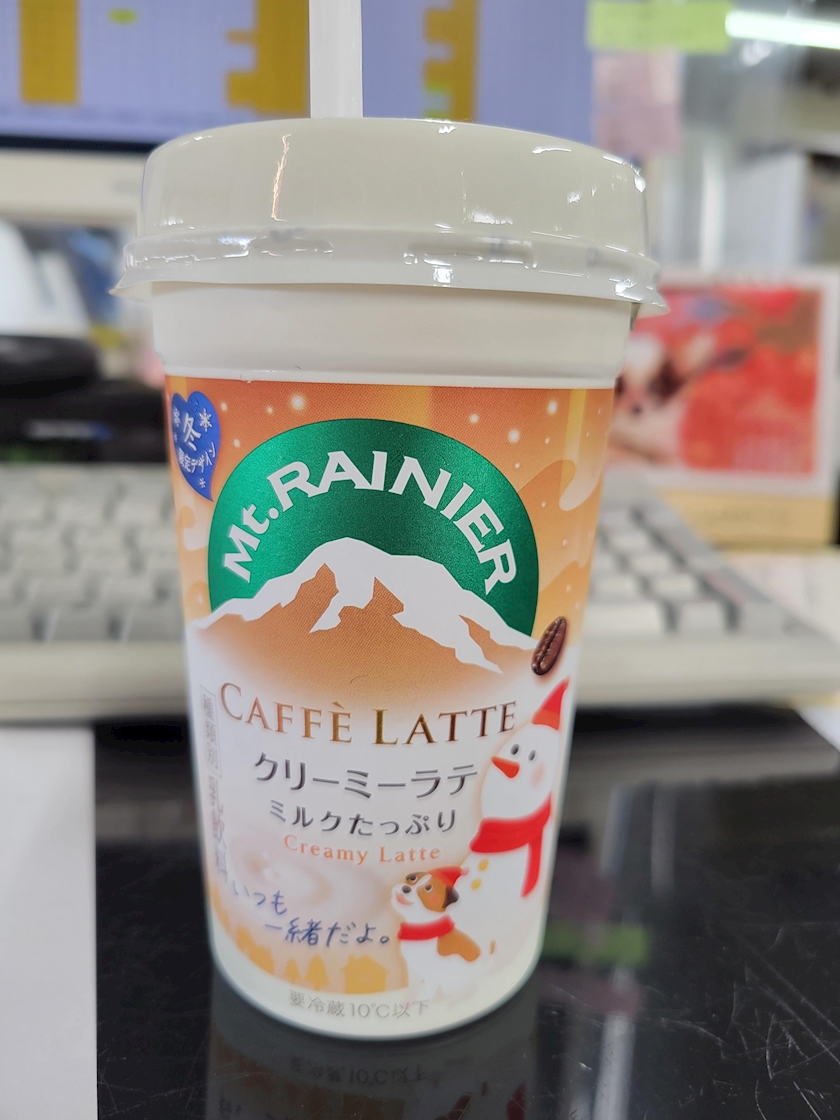 冬
限定デザイン
Mt. RAINIER
CAFFÈ LATTE
クリーミーラテ
ミルクたっぷり
Creamy Latte
種類別 乳飲料
いつも
一緒だよ。
要冷蔵10℃以下